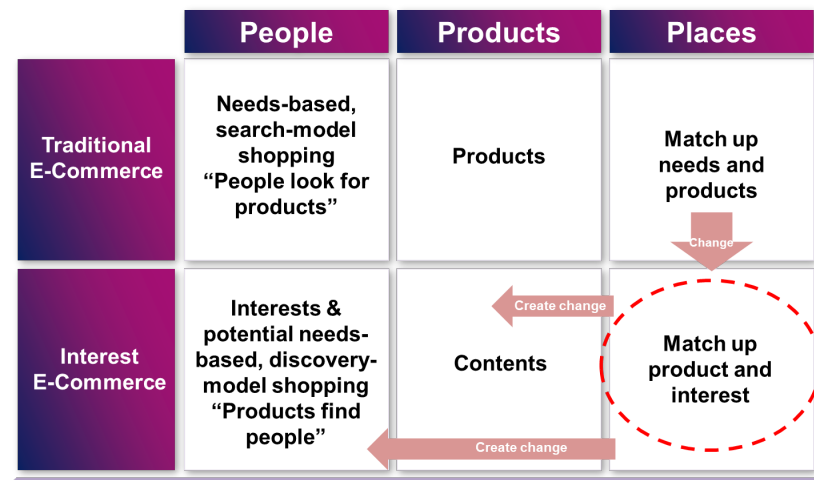 People
Products
Places
Traditional
E-Commerce
Needs-based,
search-model
shopping
“People look for
products”
Products
Match up
needs and
products
Change
Interest
E-Commerce
Interests &
potential needs-
based, discovery-
model shopping
“Products find
people”
Create change
Contents
Match up
product and
interest
Create change